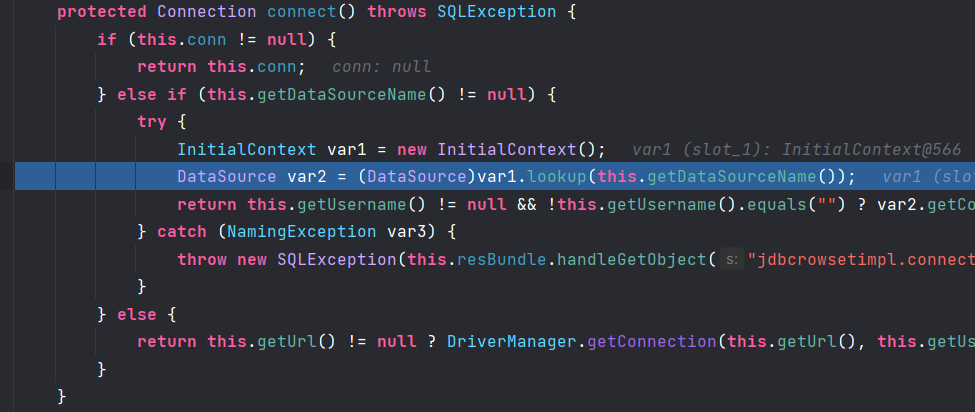 protected Connection connect() throws SQLException {
if (this.conn != null) {
return this.conn; conn: null
} else if (this.getDataSourceName() != null) {
try {
InitialContext var1 = new InitialContext(); var1 (slot_1): InitialContext@566
DataSource var2 = (DataSource)var1.lookup(this.getDataSourceName()); var1 (slo
return this.getUsername() != null && !this.getUsername().equals("") ? var2.getCo
} catch (NamingException var3) {
throw new SQLException(this.resBundle.handleGetObject( s: "jdbcrowsetimpl.connect
}
} else {
return this.getUrl() != null ? DriverManager.getConnection(this.getUrl(), this.getUs
}
}